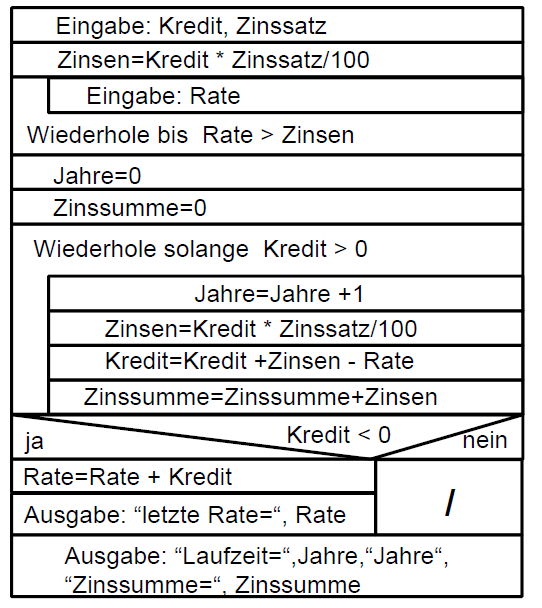 Eingabe: Kredit, Zinssatz
Zinsen=Kredit * Zinssatz/100
Eingabe: Rate
Wiederhole bis  Rate > Zinsen
Jahre=0
Zinssumme=0
Wiederhole solange  Kredit > 0
Jahre=Jahre +1
Zinsen=Kredit * Zinssatz/100
Kredit=Kredit +Zinsen - Rate
Zinssumme=Zinssumme+Zinsen
Kredit < 0
ja
nein
Rate=Rate + Kredit
Ausgabe: “letzte Rate=“, Rate
/
Ausgabe: “Laufzeit=“,Jahre,“Jahre“,
“Zinssumme=“, Zinssumme